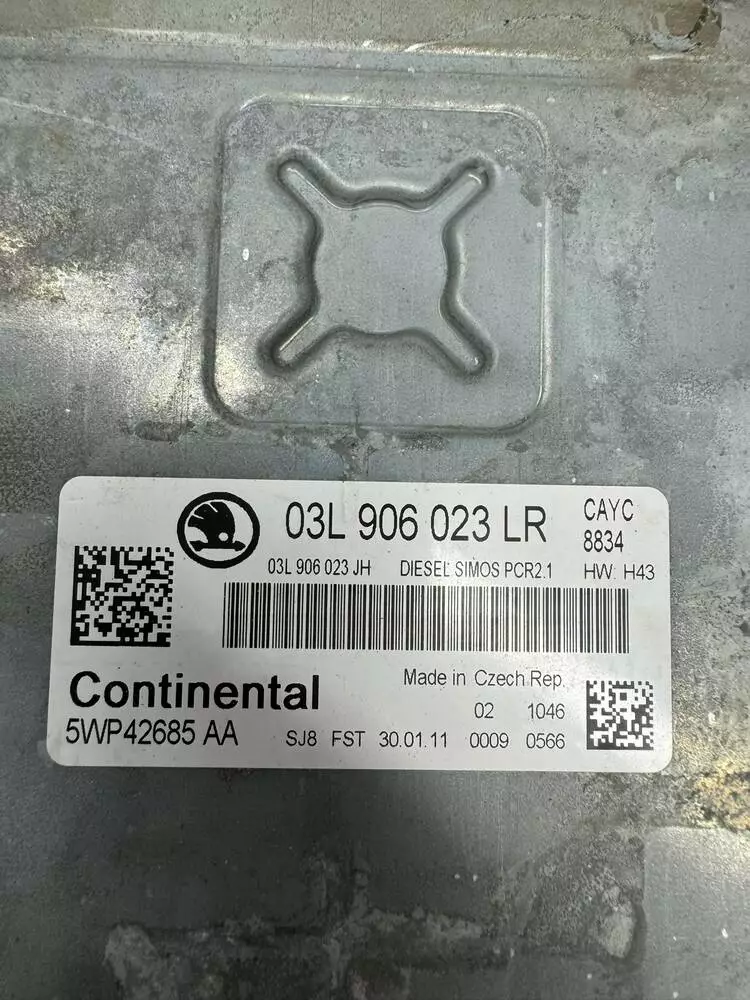 03L 906 023 LR CAYC
8834
03L 906 023 JH DIESEL SIMOS PCR2.1 HW: H43
Continental Made in Czech Rep.
02 1046
5WP42685 AA SJ8 FST 30.01.11 0009 0566